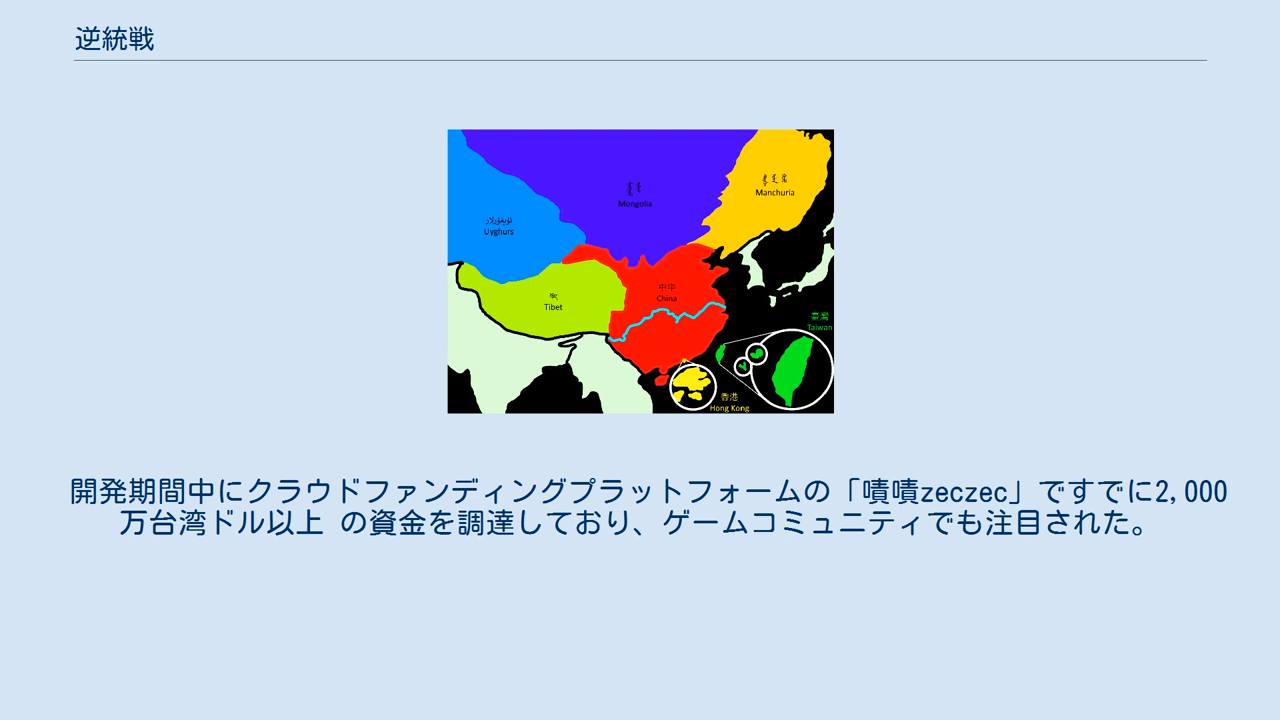 逆統戦
Mongolia
Manchuria
ئۇيغۇرلار
Uyghurs
Tibet
中华
China
臺灣
Taiwan
香港
Hong Kong
開発期間中にクラウドファンディングプラットフォームの「嘖嘖zeczec」ですでに2,000
万台湾ドル以上 の資金を調達しており、ゲームコミュニティでも注目された。